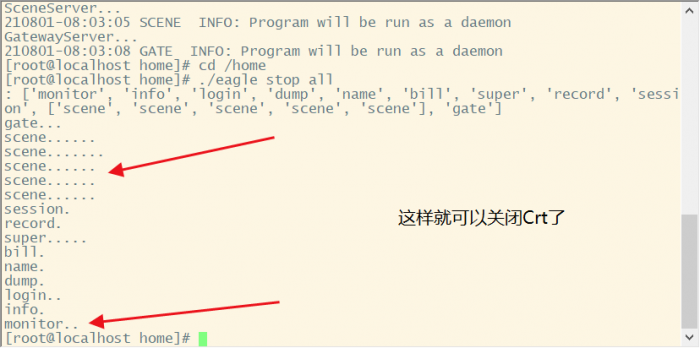 SceneServer...
210801-08:03:05 SCENE  INFO: Program will be run as a daemon
GatewayServer...
210801-08:03:08 GATE  INFO: Program will be run as a daemon
[root@localhost home]# cd /home
[root@localhost home]# ./eagle stop all
: ['monitor', 'info', 'login', 'dump', 'name', 'bill', 'super', 'record', 'sessi
on', ['scene', 'scene', 'scene', 'scene', 'scene'], 'gate']
gate...
scene......
scene.......
scene......
scene......
scene......
session.
record.
super.....
bill.
name.
dump.
login..
info.
monitor..
[root@localhost home]#
这样就可以关闭Crt了